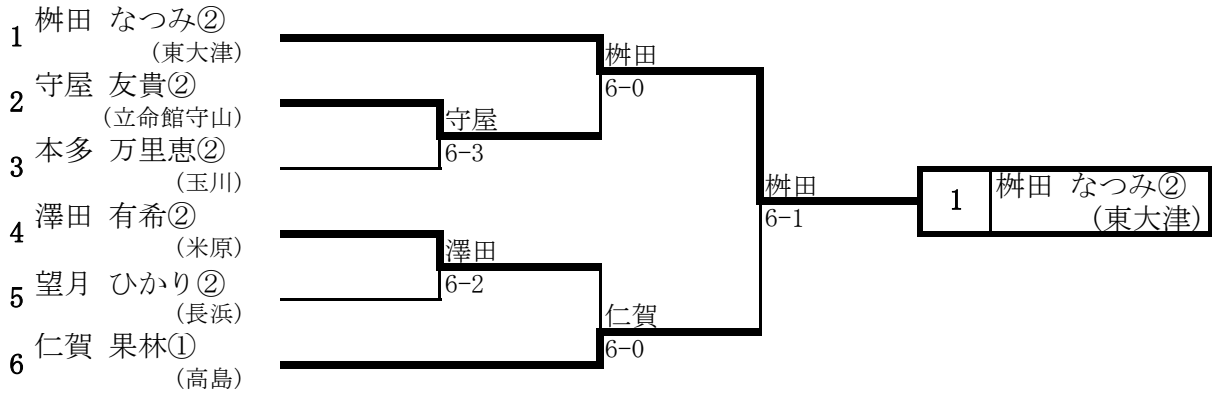 1 桝田 なつみ②
(東大津)
2 守屋 友貴②
(立命館守山)
3 本多 万里恵②
(玉川)
4 澤田 有希②
(米原)
5 望月 ひかり②
(長浜)
6 仁賀 果林①
(高島)
守屋
6-3
澤田
6-2
桝田
6-0
仁賀
6-0
桝田
6-1
1 桝田 なつみ②
(東大津)